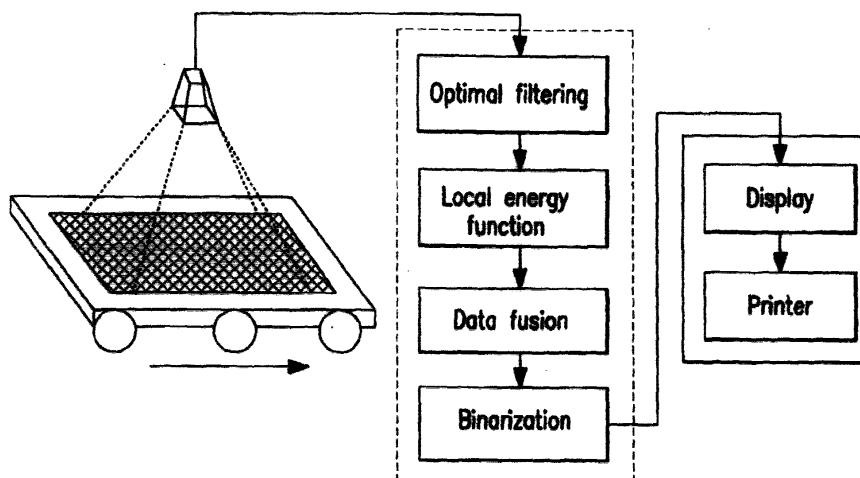 Optimal filtering
Local energy
function
Data fusion
Binarization
Display
Printer